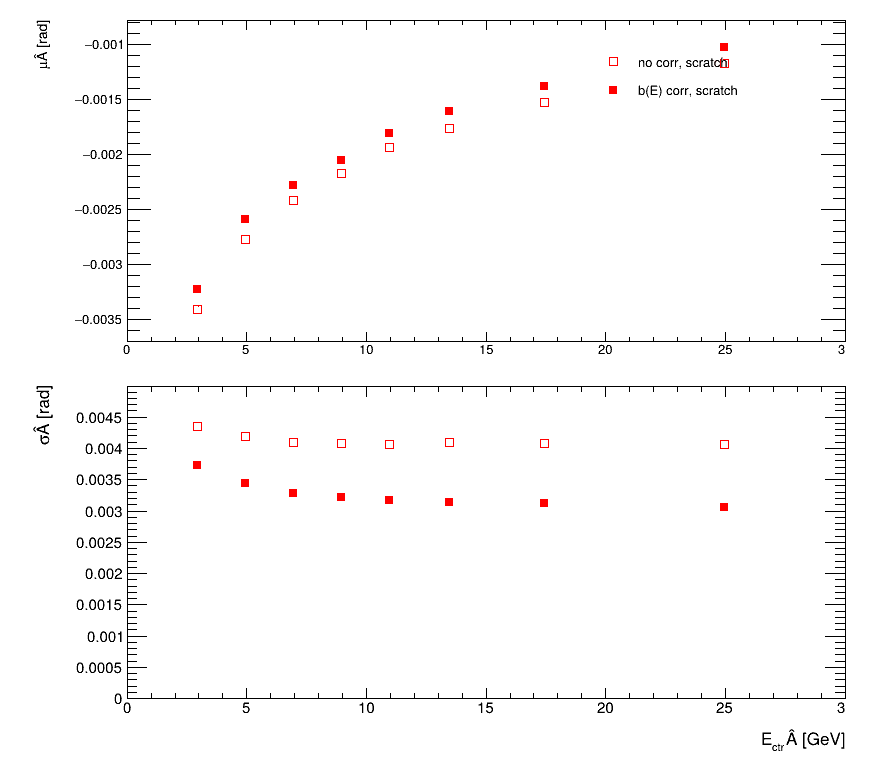 μÂ [rad]
−0.001
−0.0015
−0.002
−0.0025
−0.003
−0.0035
0 5 10 15 20 25 3
no corr, scratch
b(E) corr, scratch
σÂ [rad]
0.0045
0.004
0.0035
0.003
0.0025
0.002
0.0015
0.001
0.0005
0
0 5 10 15 20 25 3
E_ctr Â [GeV]